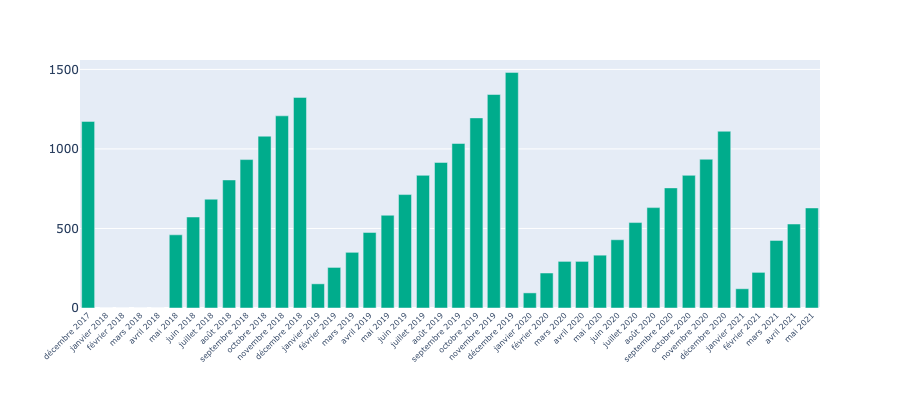 1500
1000
500
0
décembre 2017
janvier 2018
février 2018
mars 2018
avril 2018
mai 2018
juin 2018
juillet 2018
août 2018
septembre 2018
octobre 2018
novembre 2018
décembre 2018
janvier 2019
février 2019
mars 2019
avril 2019
mai 2019
juin 2019
juillet 2019
août 2019
septembre 2019
octobre 2019
novembre 2019
décembre 2019
janvier 2020
février 2020
mars 2020
avril 2020
mai 2020
juin 2020
juillet 2020
août 2020
septembre 2020
octobre 2020
novembre 2020
décembre 2020
janvier 2021
février 2021
mars 2021
avril 2021
mai 2021